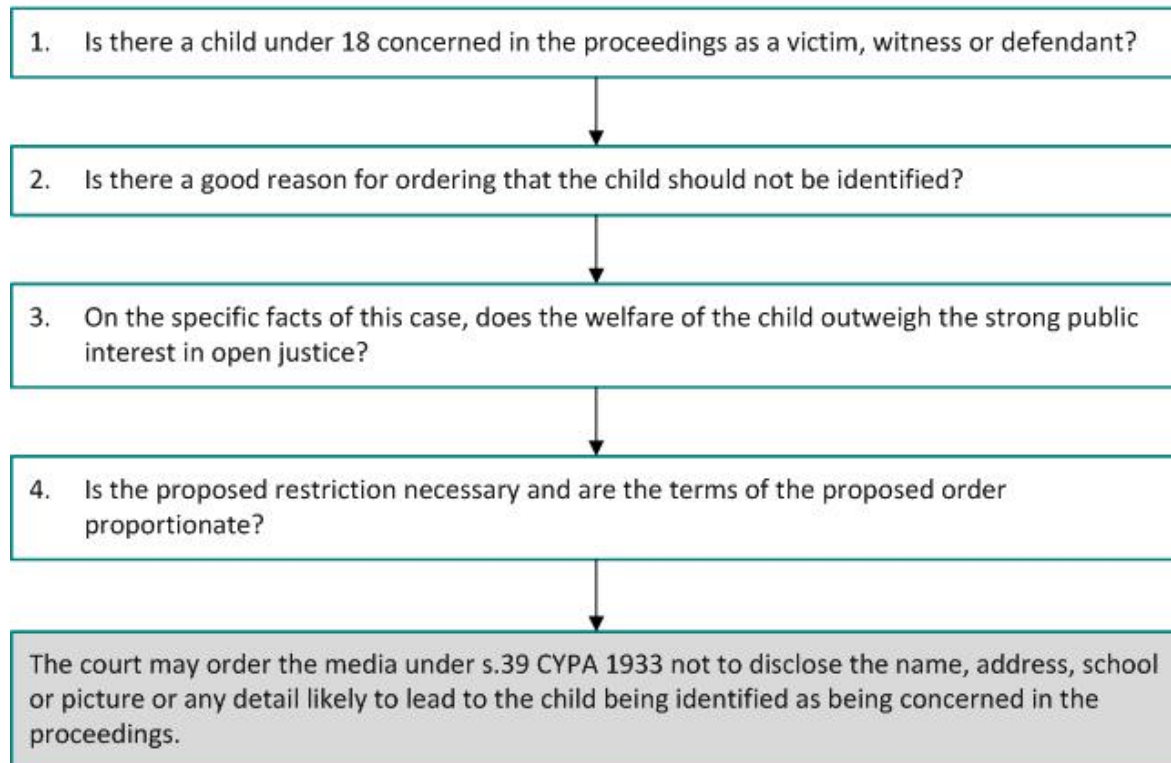 1. Is there a child under 18 concerned in the proceedings as a victim, witness or defendant?
2. Is there a good reason for ordering that the child should not be identified?
3. On the specific facts of this case, does the welfare of the child outweigh the strong public
interest in open justice?
4. Is the proposed restriction necessary and are the terms of the proposed order
proportionate?
The court may order the media under s.39 CYPA 1933 not to disclose the name, address, school
or picture or any detail likely to lead to the child being identified as being concerned in the
proceedings.